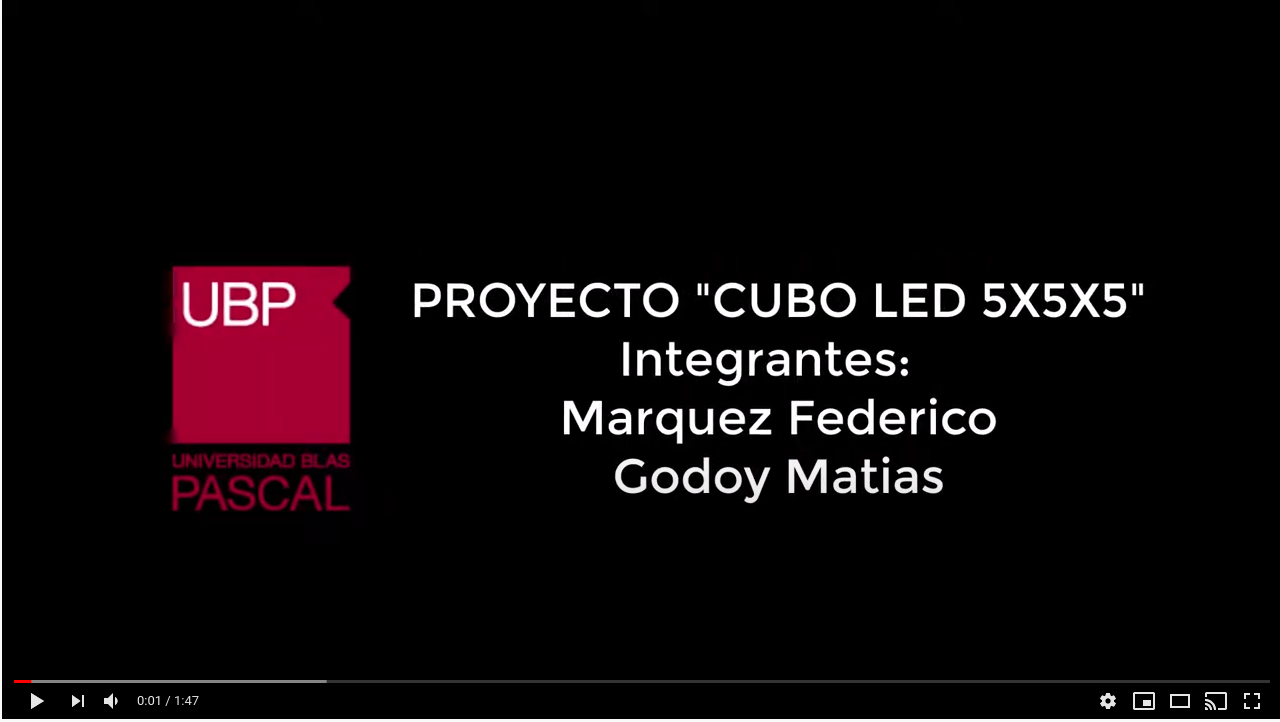 UBP
UNIVERSIDAD BLAS
PASCAL
PROYECTO "CUBO LED 5X5X5"
Integrantes:
Marquez Federico
Godoy Matias
0:01 / 1:47